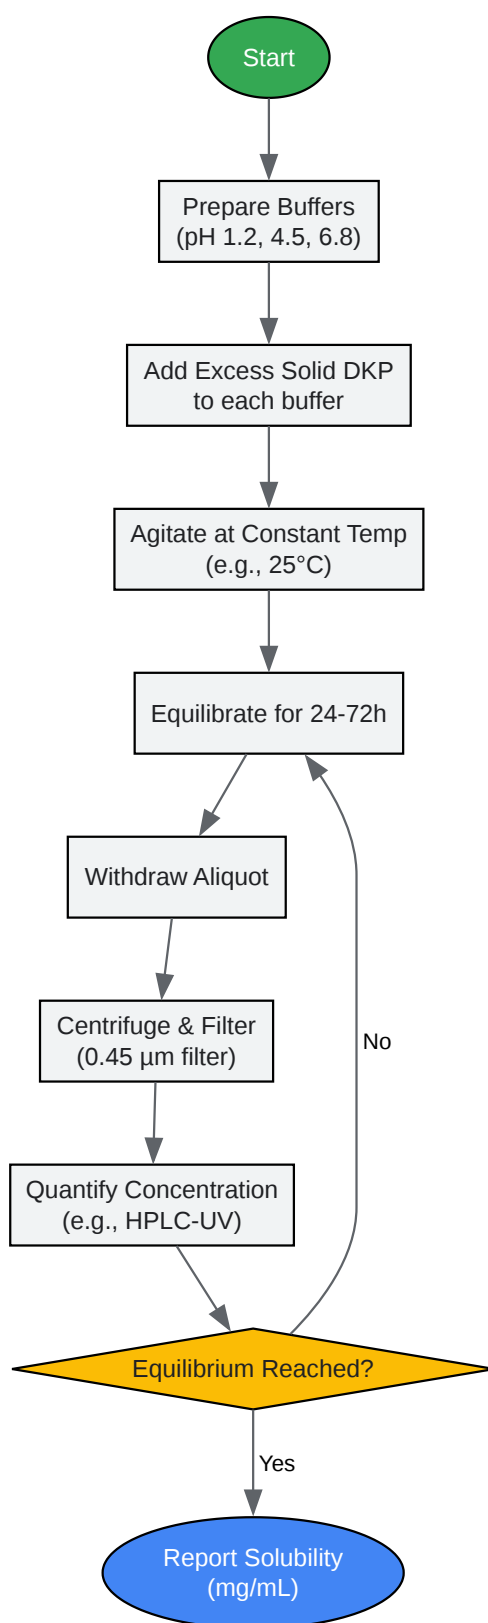 Start
Prepare Buffers
(pH 1.2, 4.5, 6.8)
Add Excess Solid DKP
to each buffer
Agitate at Constant Temp
(e.g., 25°C)
Equilibrate for 24-72h
Withdraw Aliquot
Centrifuge & Filter
(0.45 µm filter)
No
Quantify Concentration
(e.g., HPLC-UV)
Equilibrium Reached?
Yes
Report Solubility
(mg/mL)